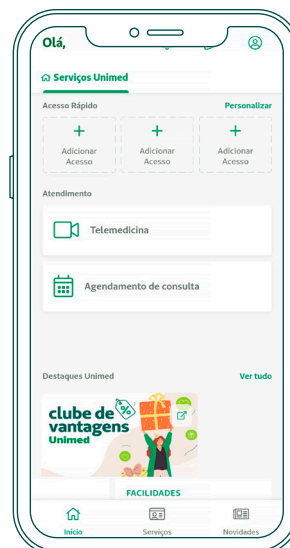 Olá,
Serviços Unimed
Acesso Rápido Personalizar
+ + +
Adicionar Adicionar Adicionar
Acesso Acesso Acesso
Atendimento
Telemedicina
Agendamento de consulta
Destaques Unimed Ver tudo
clube de %
vantagens
Unimed
FACILIDADES
Início Serviços Novidades